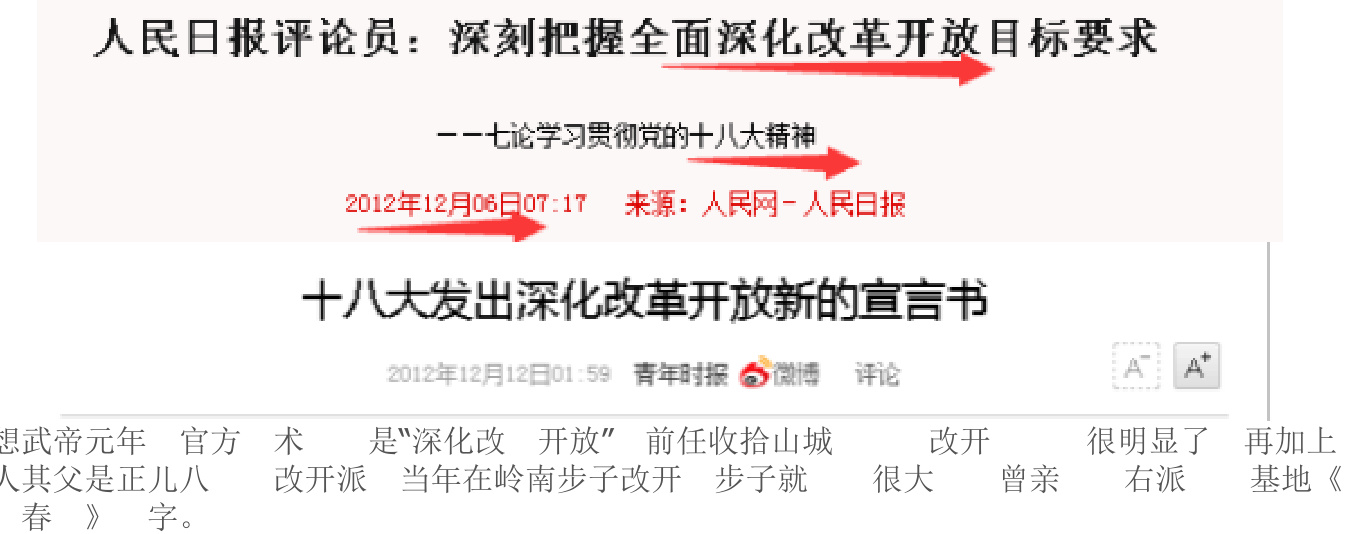 人民日报评论员：深刻把握全面深化改革开放目标要求
——七论学习贯彻党的十八大精神
2012年12月06日07:17 来源：人民网－人民日报
十八大发出深化改革开放新的宣言书
2012年12月12日01:59 青年时报 微博 评论
A⁻ A⁺
想武帝元年 官方 术 是“深化改 开放” 前任收拾山城 改开 很明显了 再加上
人其父是正儿八 改开派 当年在岭南步子改开 步子就 很大 曾亲 右派 基地《
春 》 字。